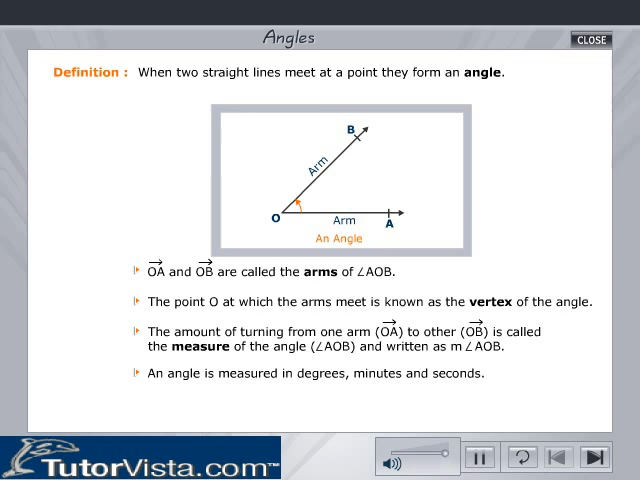 Angles
CLOSE
Definition : When two straight lines meet at a point they form an angle.
B
Arm
O
Arm
A
An Angle
OA and OB are called the arms of ∠AOB.
The point O at which the arms meet is known as the vertex of the angle.
The amount of turning from one arm (OA) to other (OB) is called
the measure of the angle (∠AOB) and written as m∠AOB.
An angle is measured in degrees, minutes and seconds.
TutorVista.com™